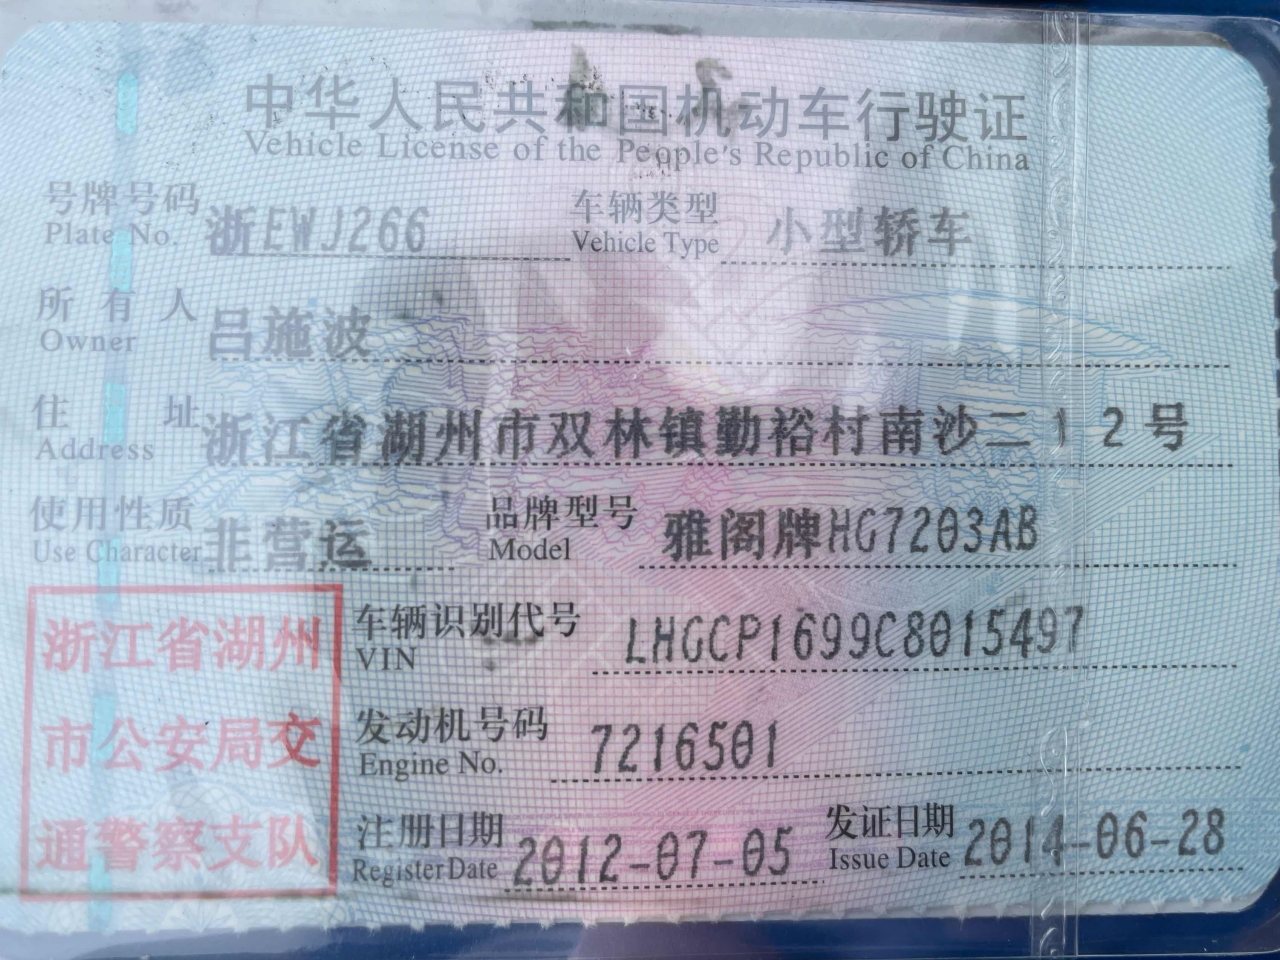 中华人民共和国机动车行驶证
Vehicle License of the People's Republic of China
号牌号码 浙EWJ266 车辆类型 小型轿车
Plate No. Vehicle Type
所有人 吕施波
Owner
住址 浙江省湖州市双林镇勤裕村南沙二12号
Address
使用性质 非营运 品牌型号 雅阁牌HG7203AB
Use Character Model
浙江省湖州
市公安局交
通警察支队
车辆识别代号 LHGCP1699C8015497
VIN
发动机号码 7216501
Engine No.
注册日期 2012-07-05 发证日期 2014-06-28
Register Date Issue Date